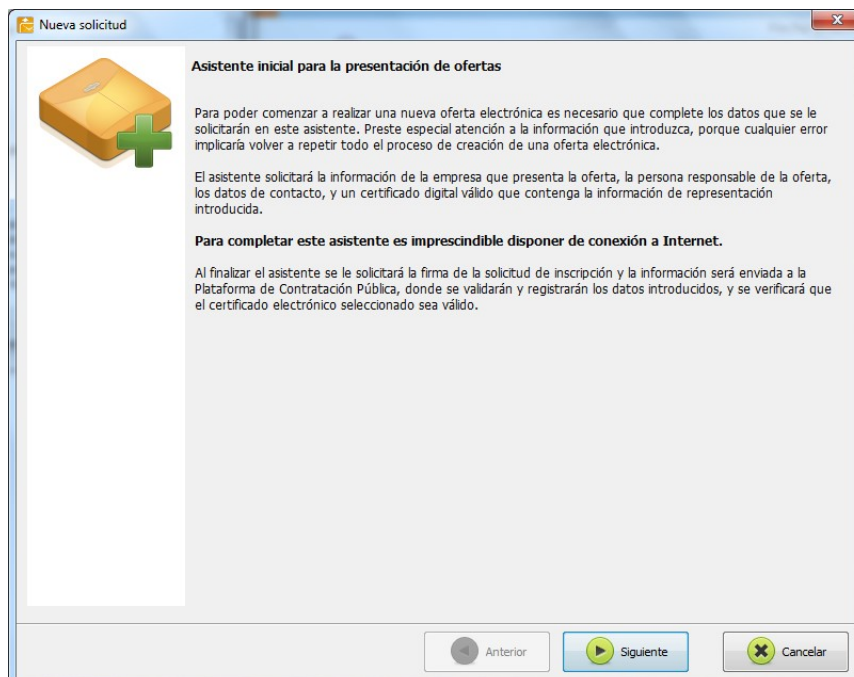 Nueva solicitud
Asistente inicial para la presentación de ofertas
Para poder comenzar a realizar una nueva oferta electrónica es necesario que complete los datos que se le
solicitarán en este asistente. Preste especial atención a la información que introduzca, porque cualquier error
implicaría volver a repetir todo el proceso de creación de una oferta electrónica.
El asistente solicitará la información de la empresa que presenta la oferta, la persona responsable de la oferta,
los datos de contacto, y un certificado digital válido que contenga la información de representación
introducida.
Para completar este asistente es imprescindible disponer de conexión a Internet.
Al finalizar el asistente se le solicitará la firma de la solicitud de inscripción y la información será enviada a la
Plataforma de Contratación Pública, donde se validarán y registrarán los datos introducidos, y se verificará que
el certificado electrónico seleccionado sea válido.
Anterior
Siguiente
Cancelar